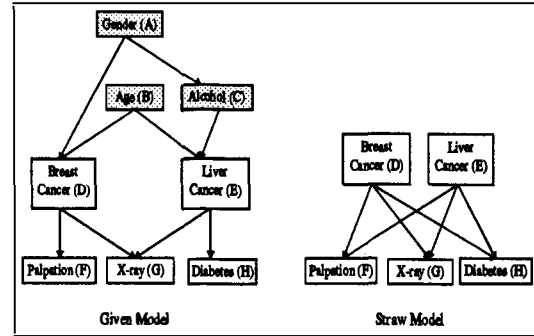 Gender (A)
Age (B)
Alcohol (C)
Breast
Cancer (D)
Liver
Cancer (E)
Palpation (F)
X-ray (G)
Diabetes (H)
Given Model
Breast
Cancer (D)
Liver
Cancer (E)
Palpation (F)
X-ray (G)
Diabetes (H)
Straw Model